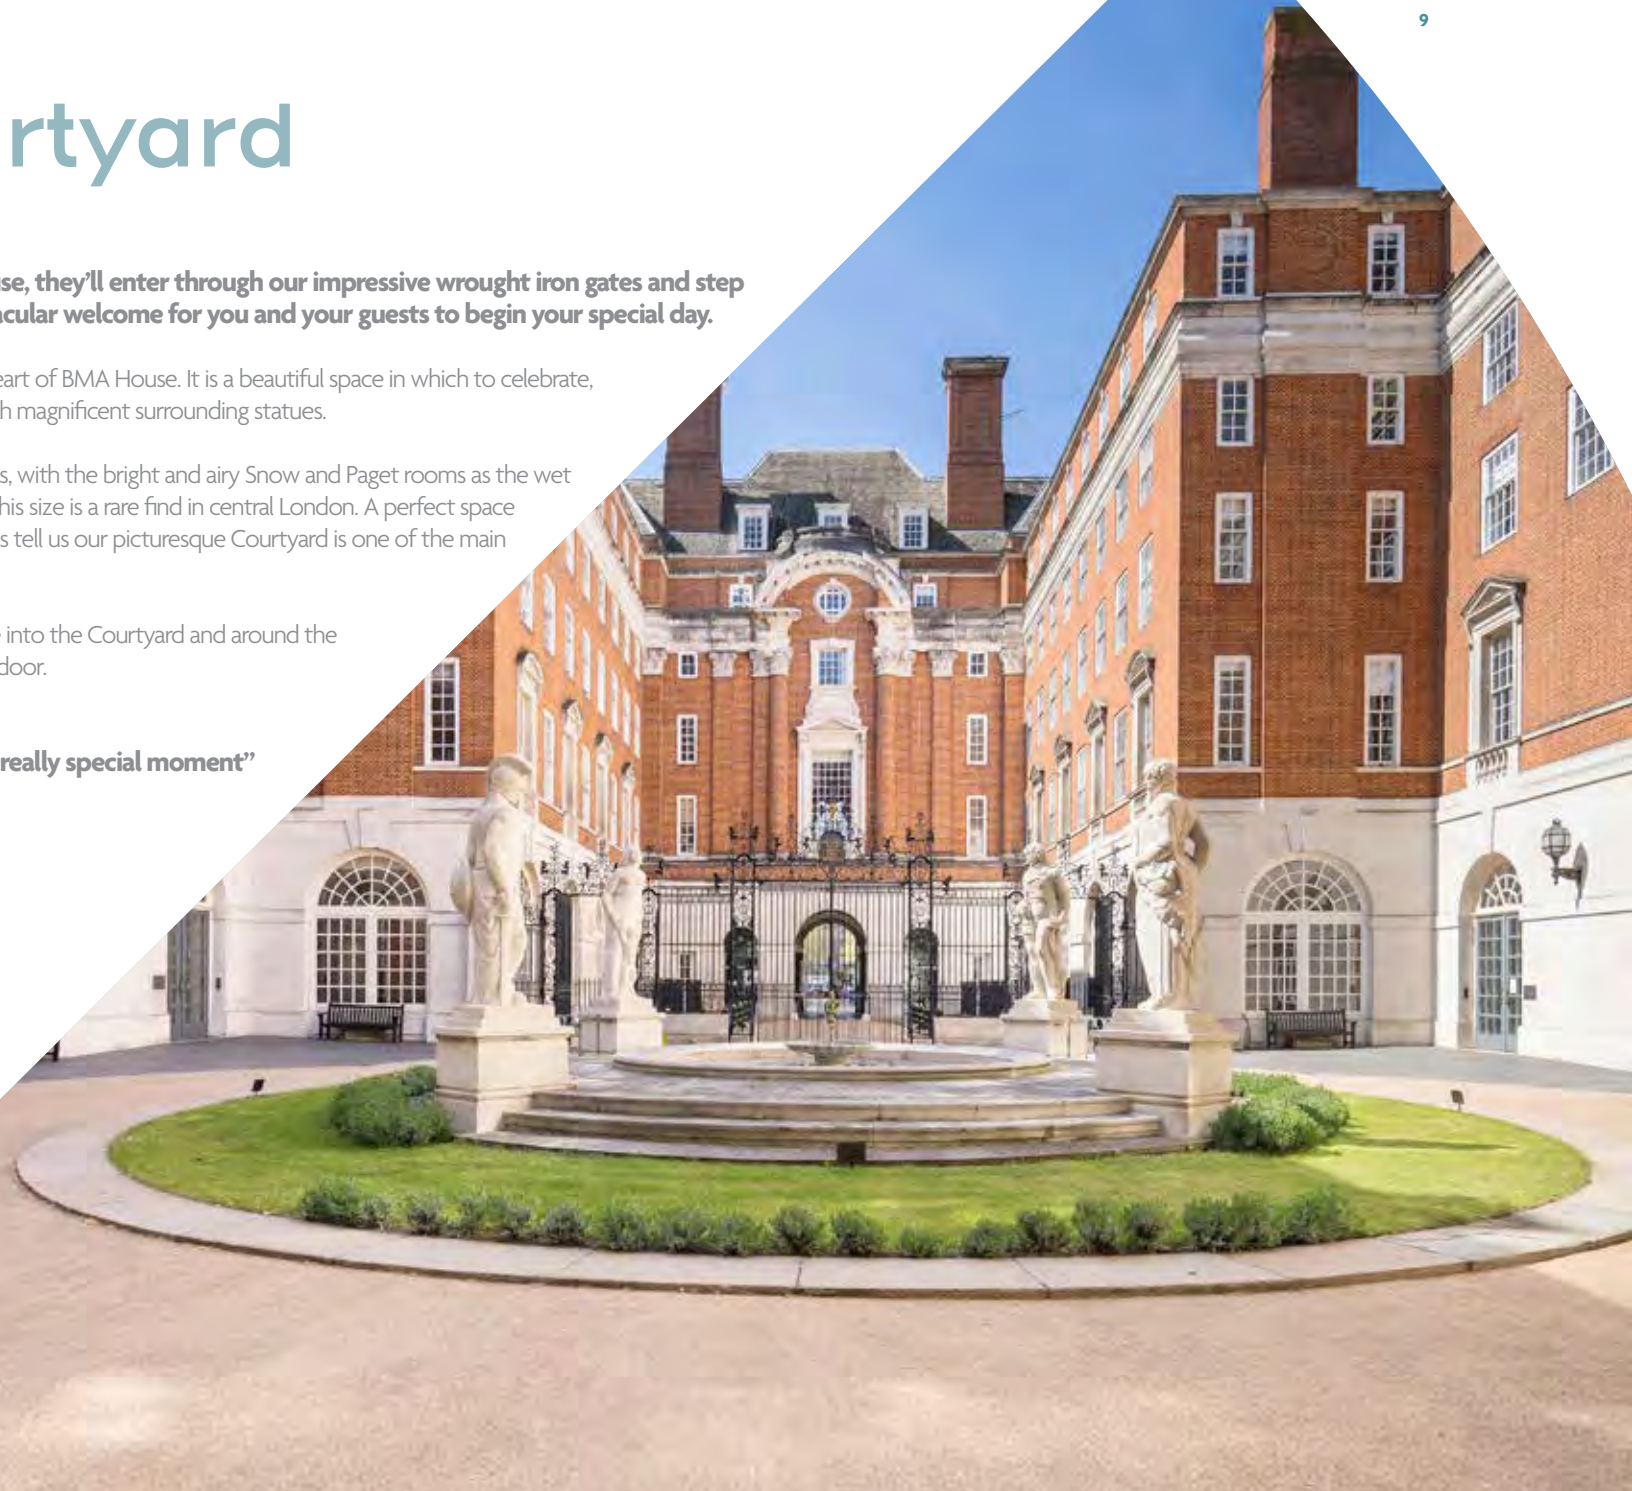 9
rtyard
se, they’ll enter through our impressive wrought iron gates and step
acular welcome for you and your guests to begin your special day.
eart of BMA House. It is a beautiful space in which to celebrate,
h magnificent surrounding statues.
s, with the bright and airy Snow and Paget rooms as the wet
his size is a rare find in central London. A perfect space
s tell us our picturesque Courtyard is one of the main
into the Courtyard and around the
door.
really special moment”